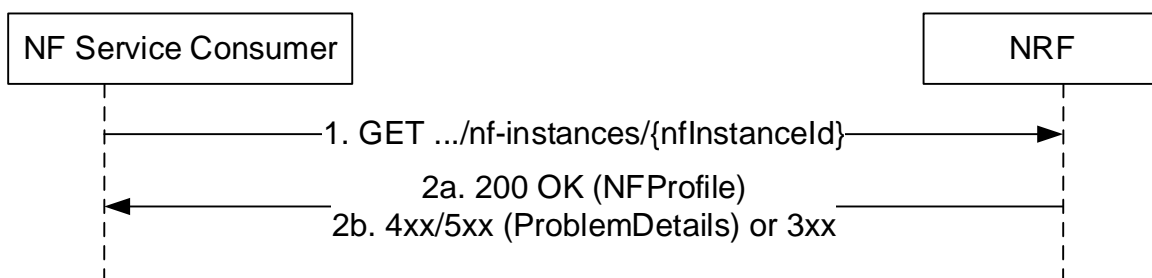 NF Service Consumer
NRF
1. GET .../nf-instances/{nfInstanceId}
2a. 200 OK (NFProfile)
2b. 4xx/5xx (ProblemDetails) or 3xx